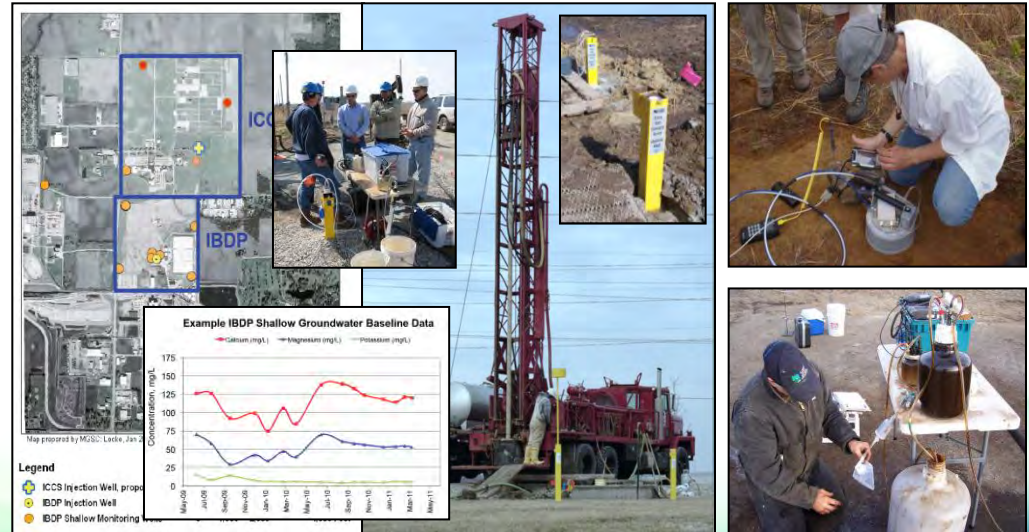 ICC
IBDP
Map prepared by MGSC: Locke, Jan 2
Legend
ICCS Injection Well, propo
IBDP Injection Well
IBDP Shallow Monitoring
Example IBDP Shallow Groundwater Baseline Data
Calcium (mg/L) Magnesium (mg/L) Potassium (mg/L)
Concentration, mg/L
175
150
125
100
75
50
25
0
May-09 Jul-09 Sep-09 Nov-09 Jan-10 Mar-10 May-10 Jul-10 Sep-10 Nov-10 Jan-11 Mar-11 May-11